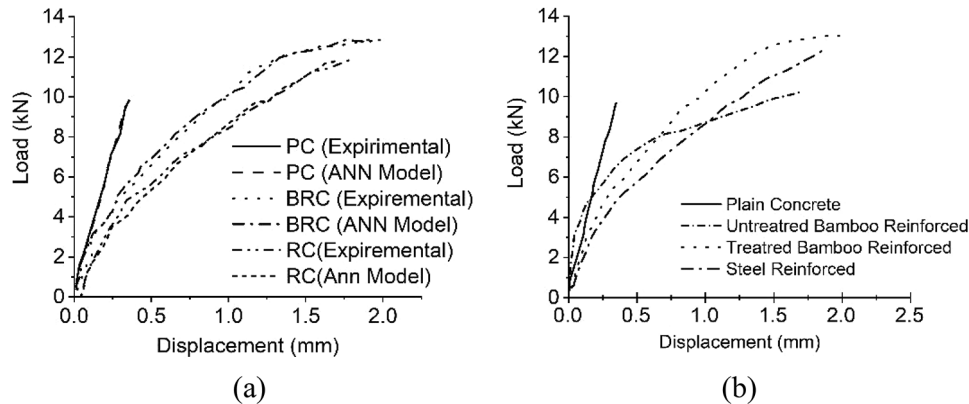 14
12
10
8
6
4
2
0
Load (kN)
PC (Expirimental)
PC (ANN Model)
BRC (Expiremental)
BRC (ANN Model)
RC(Expiremental)
RC(Ann Model)
0.0 0.5 1.0 1.5 2.0
Displacement (mm)
(a)
14
12
10
8
6
4
2
0
Load (kN)
Plain Concrete
Untreatred Bamboo Reinforced
Treatred Bamboo Reinforced
Steel Reinforced
0.0 0.5 1.0 1.5 2.0 2.5
Displacement (mm)
(b)